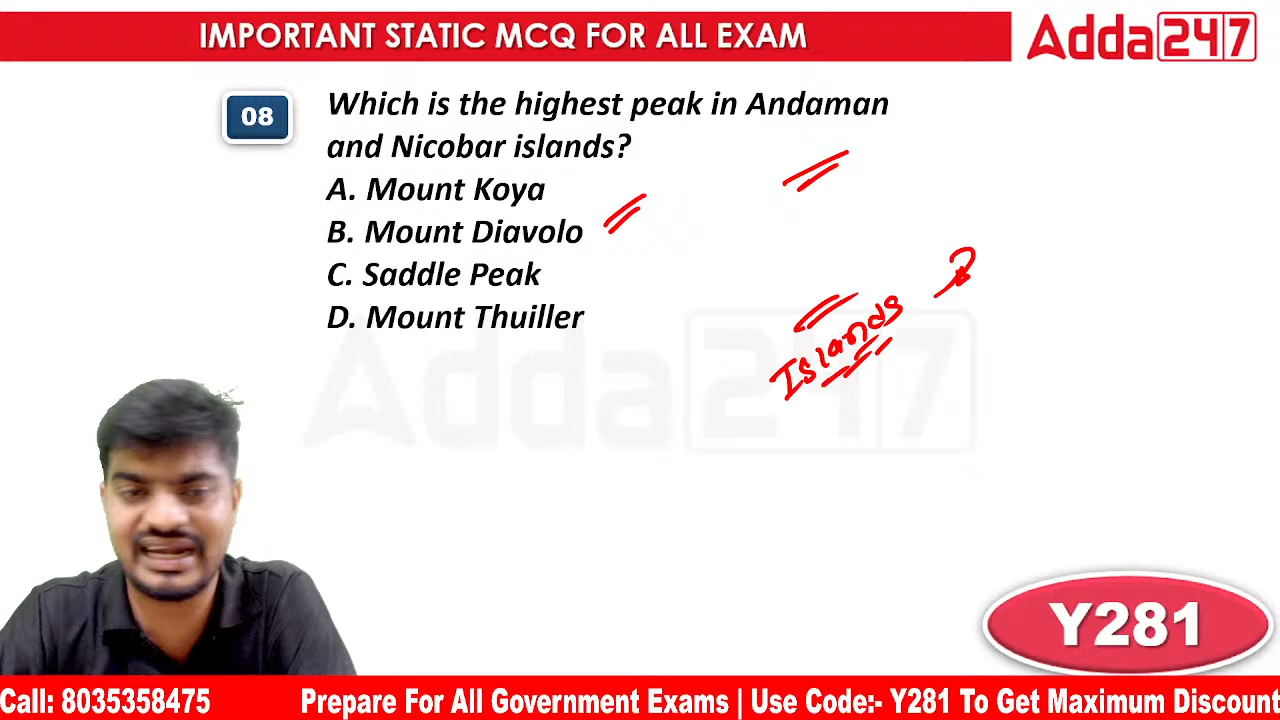 IMPORTANT STATIC MCQ FOR ALL EXAM
Adda247
08
Which is the highest peak in Andaman
and Nicobar islands?
A. Mount Koya
B. Mount Diavolo
C. Saddle Peak
D. Mount Thuiller
Islands
Adda247
Y281
Call: 8035358475
Prepare For All Government Exams | Use Code:- Y281 To Get Maximum Discount